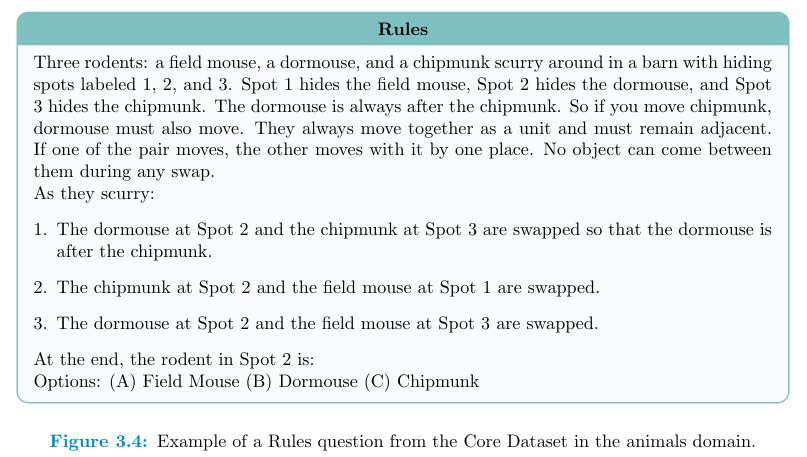 Rules
Three rodents: a field mouse, a dormouse, and a chipmunk scurry around in a barn with hiding
spots labeled 1, 2, and 3. Spot 1 hides the field mouse, Spot 2 hides the dormouse, and Spot
3 hides the chipmunk. The dormouse is always after the chipmunk. So if you move chipmunk,
dormouse must also move. They always move together as a unit and must remain adjacent.
If one of the pair moves, the other moves with it by one place. No object can come between
them during any swap.
As they scurry:
1. The dormouse at Spot 2 and the chipmunk at Spot 3 are swapped so that the dormouse is
after the chipmunk.
2. The chipmunk at Spot 2 and the field mouse at Spot 1 are swapped.
3. The dormouse at Spot 2 and the field mouse at Spot 3 are swapped.
At the end, the rodent in Spot 2 is:
Options: (A) Field Mouse (B) Dormouse (C) Chipmunk
Figure 3.4: Example of a Rules question from the Core Dataset in the animals domain.